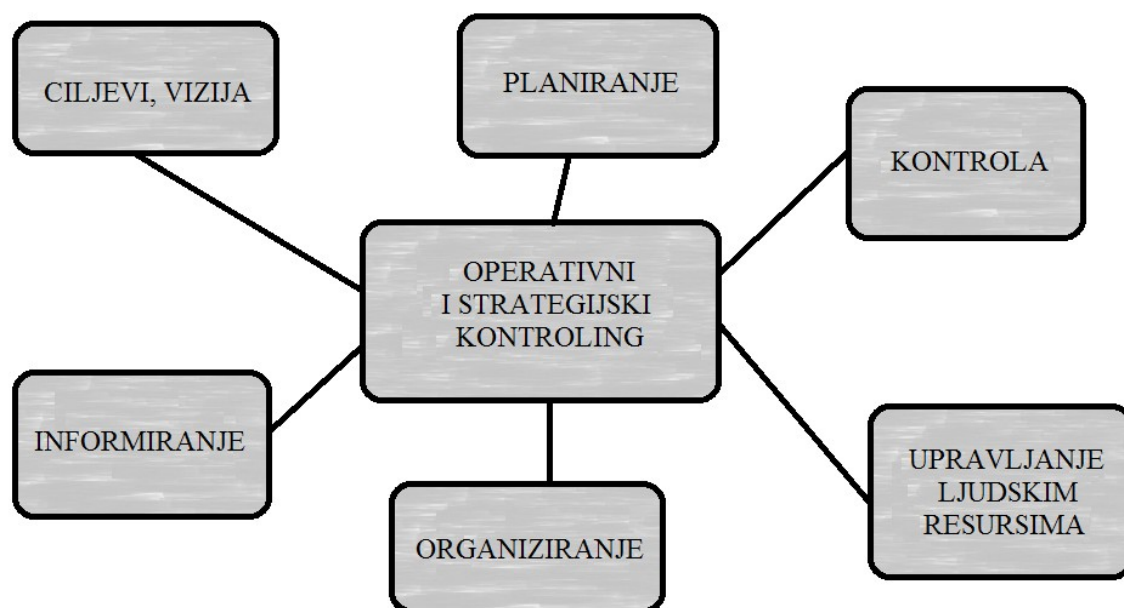 CILJEVI, VIZIJA
PLANIRANJE
KONTROLA
OPERATIVNI
I STRATEGIJSKI
KONTROLING
INFORMIRANJE
ORGANIZIRANJE
UPRAVLJANJE
LJUDSKIM
RESURSIMA